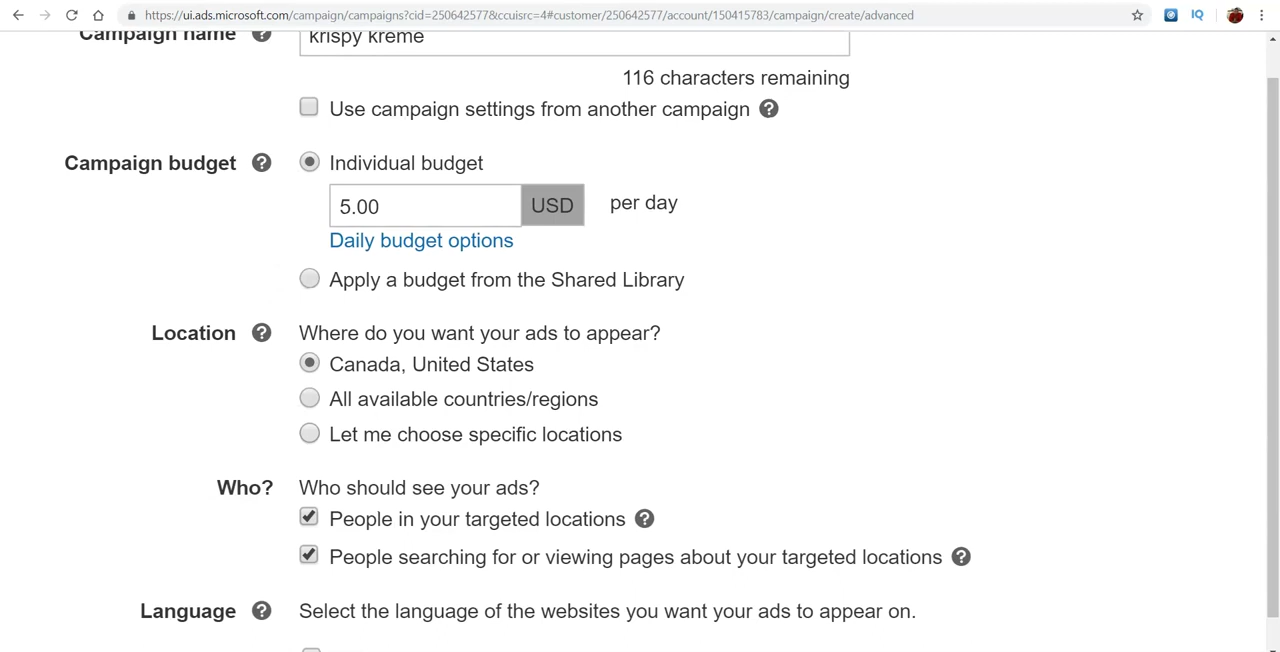 https://ui.ads.microsoft.com/campaign/campaigns?cid=250642577&ccuisrc=4#customer/250642577/account/150415783/campaign/create/advanced
IQ
Campaign name ? krispy kreme
116 characters remaining
Use campaign settings from another campaign ?
Campaign budget ? Individual budget
5.00 USD per day
Daily budget options
Apply a budget from the Shared Library
Location ? Where do you want your ads to appear?
Canada, United States
All available countries/regions
Let me choose specific locations
Who? Who should see your ads?
People in your targeted locations ?
People searching for or viewing pages about your targeted locations ?
Language ? Select the language of the websites you want your ads to appear on.